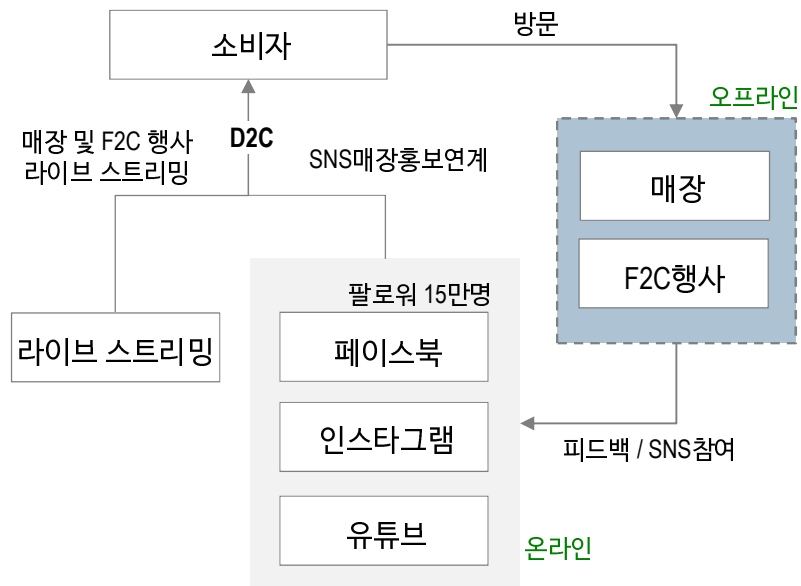 소비자
방문
오프라인
매장 및 F2C 행사
라이브 스트리밍
D2C
SNS매장홍보연계
매장
F2C행사
팔로워 15만명
라이브 스트리밍
페이스북
인스타그램
피드백 / SNS참여
유튜브
온라인